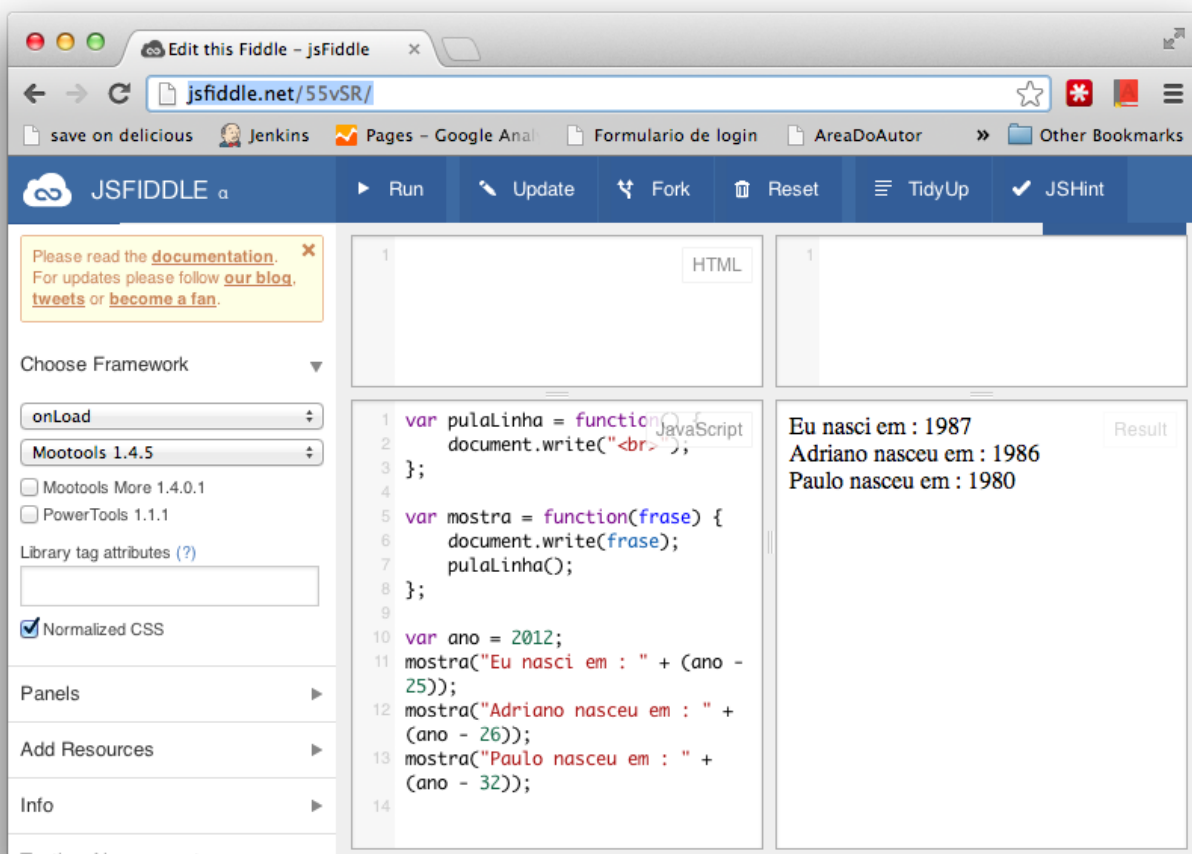 Edit this Fiddle – jsFiddle
jsfiddle.net/55vSR/
save on delicious Jenkins Pages – Google Anal Formulario de login AreaDoAutor » Other Bookmarks
JSFIDDLE α Run Update Fork Reset TidyUp JSHint
Please read the documentation.
For updates please follow our blog,
tweets or become a fan.
Choose Framework
onLoad
Mootools 1.4.5
Mootools More 1.4.0.1
PowerTools 1.1.1
Library tag attributes (?)
Normalized CSS
Panels
Add Resources
Info
1
HTML
1
JavaScript
1 var pulaLinha = function() {
2 document.write("<br>");
3 };
4
5 var mostra = function(frase) {
6 document.write(frase);
7 pulaLinha();
8 };
9
10 var ano = 2012;
11 mostra("Eu nasci em : " + (ano -
25));
12 mostra("Adriano nasceu em : " +
(ano - 26));
13 mostra("Paulo nasceu em : " +
(ano - 32));
14
Result
Eu nasci em : 1987
Adriano nasceu em : 1986
Paulo nasceu em : 1980